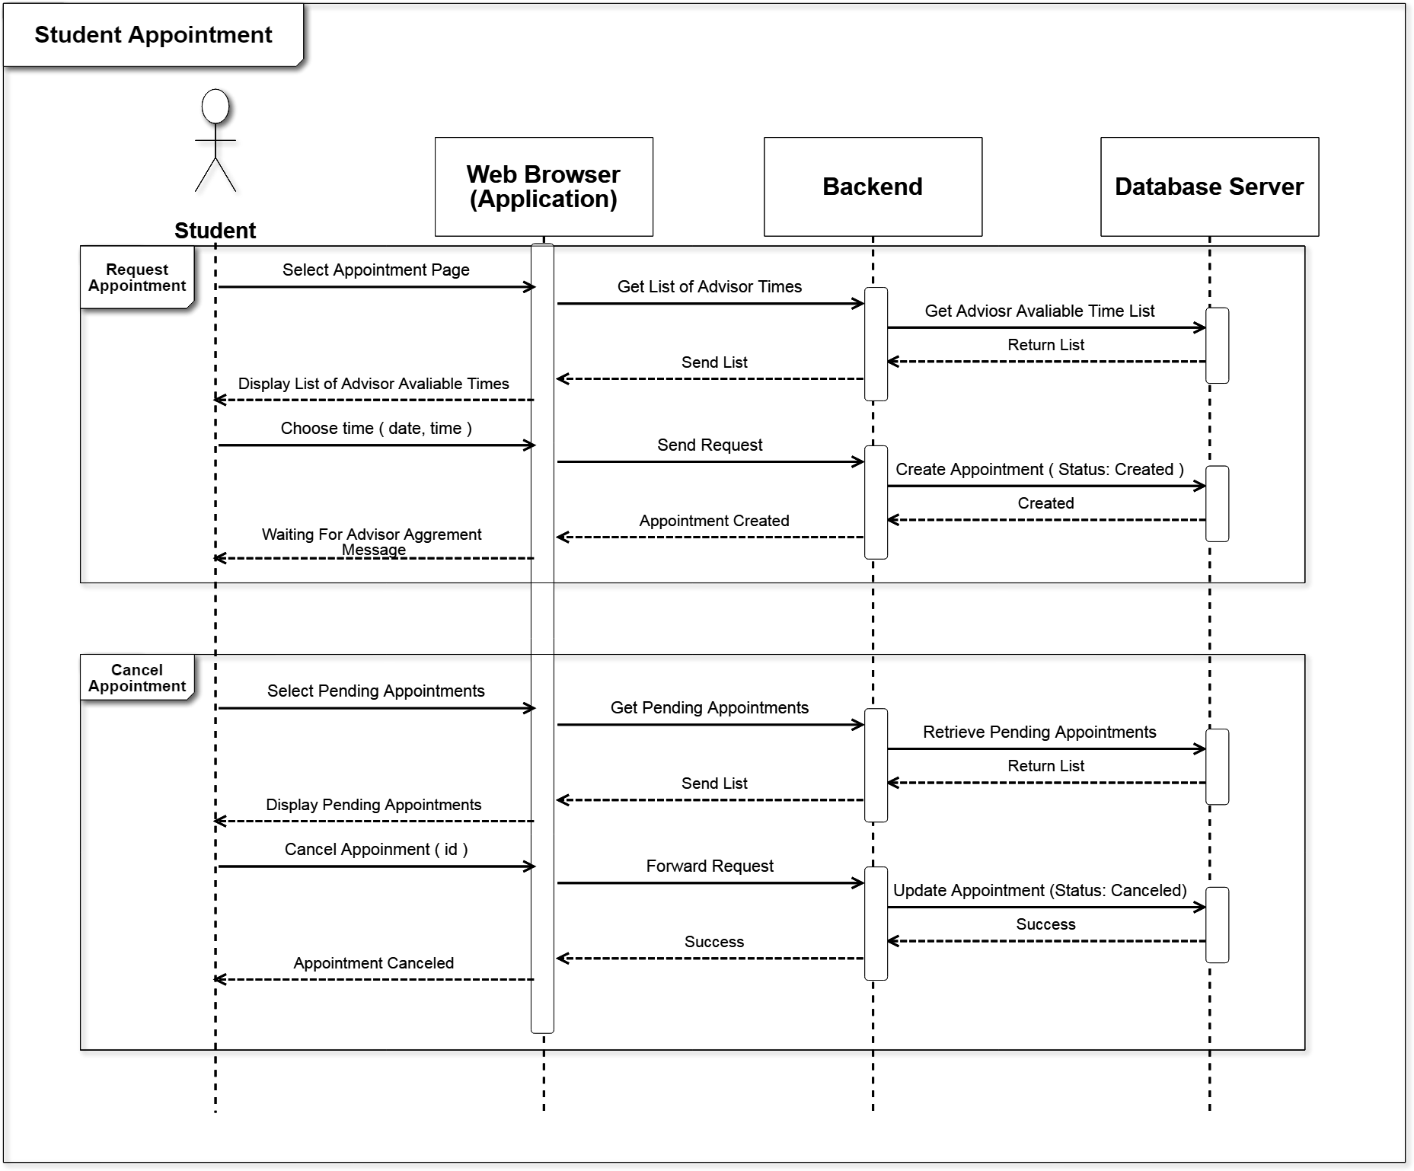 Student Appointment
Student
Web Browser
(Application)
Backend
Database Server
Request
Appointment
Select Appointment Page
Get List of Advisor Times
Get Adviosr Avaliable Time List
Return List
Send List
Display List of Advisor Avaliable Times
Choose time ( date, time )
Send Request
Create Appointment ( Status: Created )
Created
Appointment Created
Waiting For Advisor Aggrement
Message
Cancel
Appointment
Select Pending Appointments
Get Pending Appointments
Retrieve Pending Appointments
Return List
Send List
Display Pending Appointments
Cancel Appoinment ( id )
Forward Request
Update Appointment (Status: Canceled)
Success
Success
Appointment Canceled